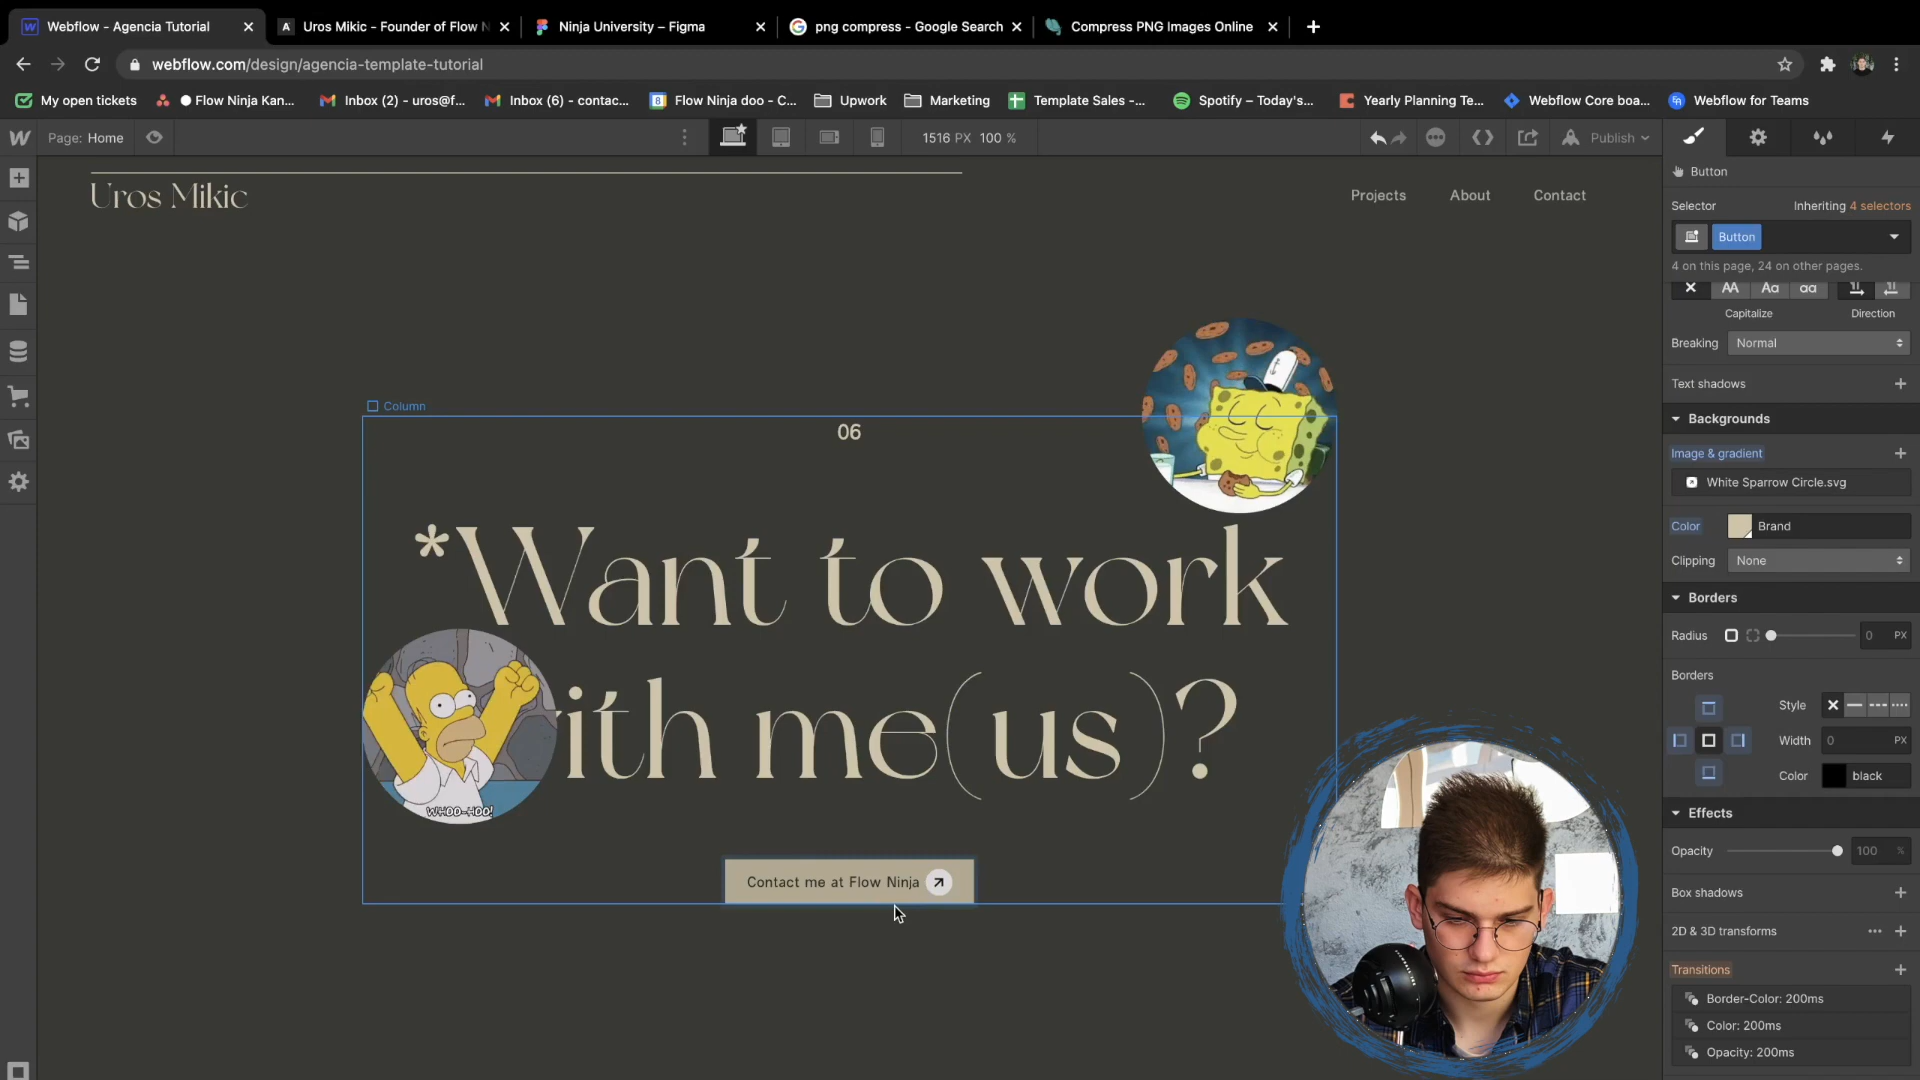 Webflow - Agencia Tutorial
Uros Mikic - Founder of Flow N
Ninja University – Figma
png compress - Google Search
Compress PNG Images Online
webflow.com/design/agencia-template-tutorial
My open tickets
Flow Ninja Kan...
Inbox (2) - uros@f...
Inbox (6) - contac...
Flow Ninja doo - C...
Upwork
Marketing
Template Sales -...
Spotify – Today's...
Yearly Planning Te...
Webflow Core boa...
Webflow for Teams
Page: Home
1516 PX 100 %
Publish
Button
Uros Mikic
Projects
About
Contact
Selector
Inheriting 4 selectors
Button
4 on this page, 24 on other pages.
AA Aa aa
Capitalize
Direction
Breaking
Normal
Text shadows
Column
06
Backgrounds
Image & gradient
White Sparrow Circle.svg
Color
Brand
Clipping
None
*Want to work
ith me(us)?
WHOO-HOO!
Contact me at Flow Ninja
Borders
Radius
0 PX
Borders
Style
Width
0 PX
Color
black
Effects
Opacity
100 %
Box shadows
2D & 3D transforms
Transitions
Border-Color: 200ms
Color: 200ms
Opacity: 200ms